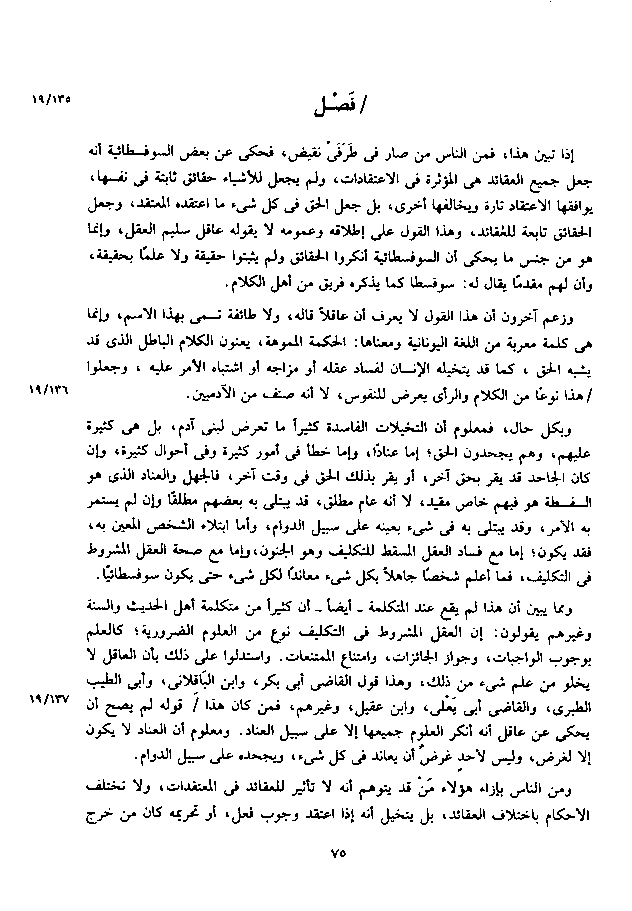 ١٩/١٣٥
/ فَصْـل
إذا تبين هذا، فمن الناس من صار فى طَرَفَىْ نقيض، فحكى عن بعض السوفسطائية أنه
جعل جميع العقائد هى المؤثرة فى الاعتقادات، ولم يجعل للأشياء حقائق ثابتة فى نفسها،
يوافقها الاعتقاد تارة ويخالفها أخرى، بل جعل الحق فى كل شىء ما اعتقده المعتقد، وجعل
الحقائق تابعة للعقائد، وهذا القول على إطلاقه وعمومه لا يقوله عاقل سليم العقل، وإنما
هو من جنس ما يحكى أن السوفسطائية أنكروا الحقائق ولم يثبتوا حقيقة ولا علمًا بحقيقة،
وأن لهم مقدمًا يقال له: سوفسطا كما يذكره فريق من أهل الكلام.
وزعم آخرون أن هذا القول لا يعرف أن عاقلاً قاله، ولا طائفة تسمى بهذا الاسم، وإنما
هى كلمة معربة من اللغة اليونانية ومعناها: الحكمة المموهة، يعنون الكلام الباطل الذى قد
يشبه الحق ، كما قد يتخيله الإنسان لفساد عقله أو مزاجه أو اشتباه الأمر عليه ، وجعلوا
١٩/١٣٦
/ هذا نوعًا من الكلام والرأى يعرض للنفوس، لا أنه صنف من الآدميين.
وبكل حال، فمعلوم أن التخيلات الفاسدة كثيرًا ما تعرض لبنى آدم، بل هى كثيرة
عليهم، وهم يجحدون الحق؛ إما عنادًا، وإما خطأ فى أمور كثيرة وفى أحوال كثيرة، وإن
كان الجاحد قد يقر بحق آخر، أو يقر بذلك الحق فى وقت آخر، فالجهل والعناد الذى هو
السفسطة هو فيهم خاص مقيد، لا أنه عام مطلق، قد يبتلى به بعضهم مطلقًا وإن لم يستمر
به الأمر، وقد يبتلى به فى شىء بعينه على سبيل الدوام، وأما ابتلاء الشخص المعين به،
فقد يكون؛ إما مع فساد العقل المسقط للتكليف وهو الجنون،وإما مع صحة العقل المشروط
فى التكليف، فما أعلم شخصًا جاهلاً بكل شىء معاندًا لكل شىء حتى يكون سوفسطائيًا.
ومما يبين أن هذا لم يقع عند المتكلمة ـ أيضاً ـ أن كثيراً من متكلمة أهل الحديث والسنة
وغيرهم يقولون: إن العقل المشروط فى التكليف نوع من العلوم الضرورية؛ كالعلم
بوجوب الواجبات، وجواز الجائزات، وامتناع الممتنعات. واستدلوا على ذلك بأن العاقل لا
يخلو من علم شىء من ذلك، وهذا قول القاضى أبى بكر، وابن البَاقلانى، وأبى الطيب
١٩/١٣٧
الطبرى، والقاضى أبى يَعْلى، وابن عقيل، وغيرهم، فمن كان هذا / قوله لم يصح أن
يحكى عن عاقل أنه أنكر العلوم جميعها إلا على سبيل العناد. ومعلوم أن العناد لا يكون
إلا لغرض، وليس لأحدٍ غرضٌ أن يعاند فى كل شىء، ويجحده على سبيل الدوام.
ومن الناس بإزاء هؤلاء مَنْ قد يتوهم أنه لا تأثير للعقائد فى المعتقدات، ولا تختلف
الأحكام باختلاف العقائد، بل يتخيل أنه إذا اعتقد وجوب فعل، أو تحريمه كان من خرج
٧٥